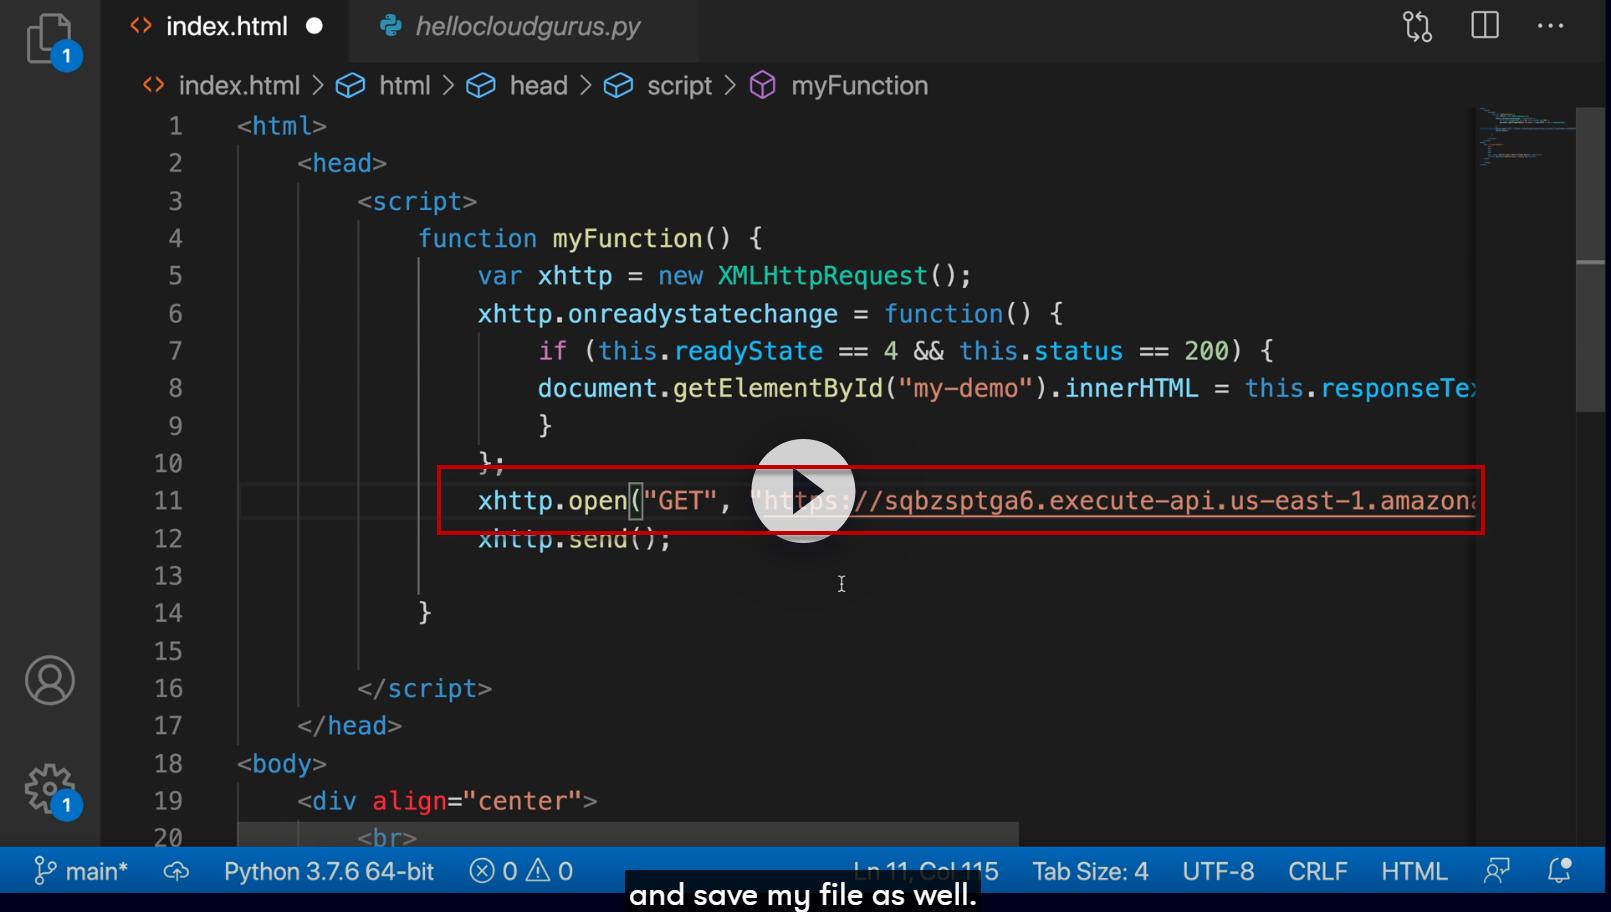 index.html
hellocloudgurus.py
1
index.html > html > head > script > myFunction
1 <html>
2 <head>
3 <script>
4 function myFunction() {
5 var xhttp = new XMLHttpRequest();
6 xhttp.onreadystatechange = function() {
7 if (this.readyState == 4 && this.status == 200) {
8 document.getElementById("my-demo").innerHTML = this.responseTex
9 }
10 };
11 xhttp.open("GET", "https://sqbzsptga6.execute-api.us-east-1.amazona
12 xhttp.send();
13
14 }
15
16 </script>
17 </head>
18 <body>
19 <div align="center">
20 <br>
1
main* Python 3.7.6 64-bit 0 0 Ln 11, Col 115 Tab Size: 4 UTF-8 CRLF HTML
and save my file as well.